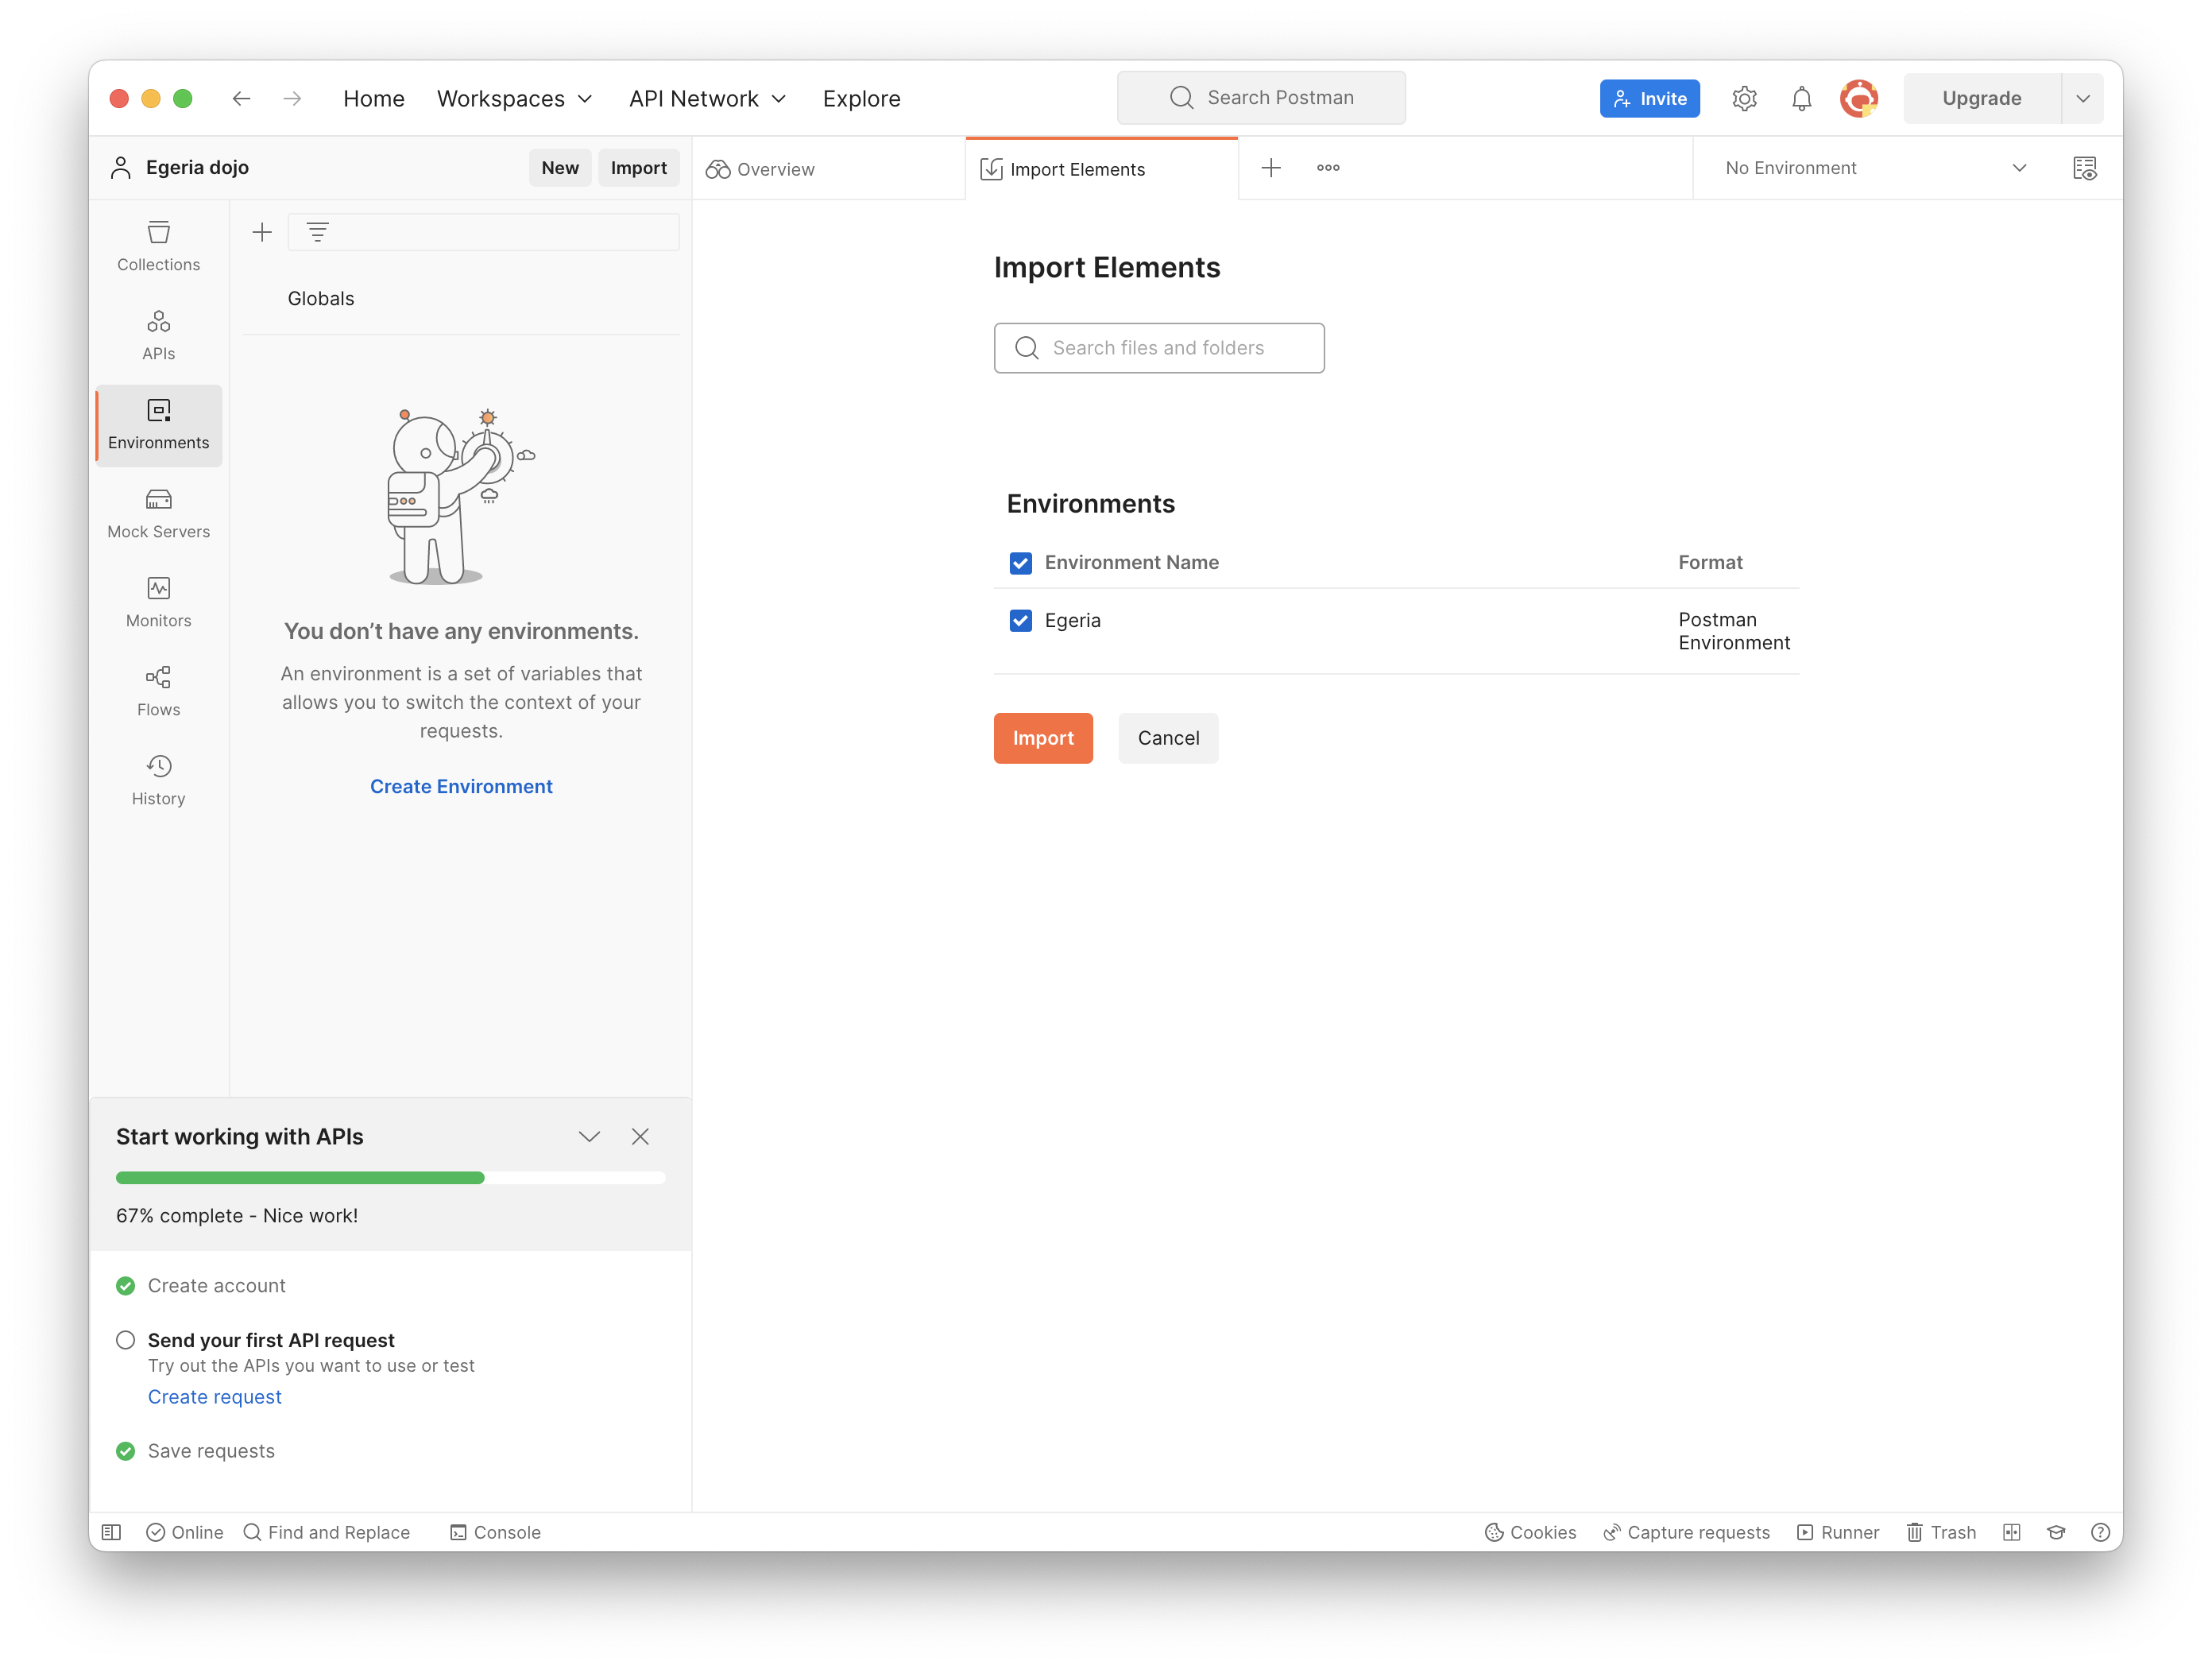 Home Workspaces API Network Explore Search Postman Invite Upgrade
Egeria dojo New Import Overview Import Elements No Environment
Collections
APIs
Environments
Mock Servers
Monitors
Flows
History
Globals
You don’t have any environments.
An environment is a set of variables that
allows you to switch the context of your
requests.
Create Environment
Import Elements
Search files and folders
Environments
Environment Name Format
Egeria Postman
Environment
Import Cancel
Start working with APIs
67% complete - Nice work!
Create account
Send your first API request
Try out the APIs you want to use or test
Create request
Save requests
Online Find and Replace Console Cookies Capture requests Runner Trash